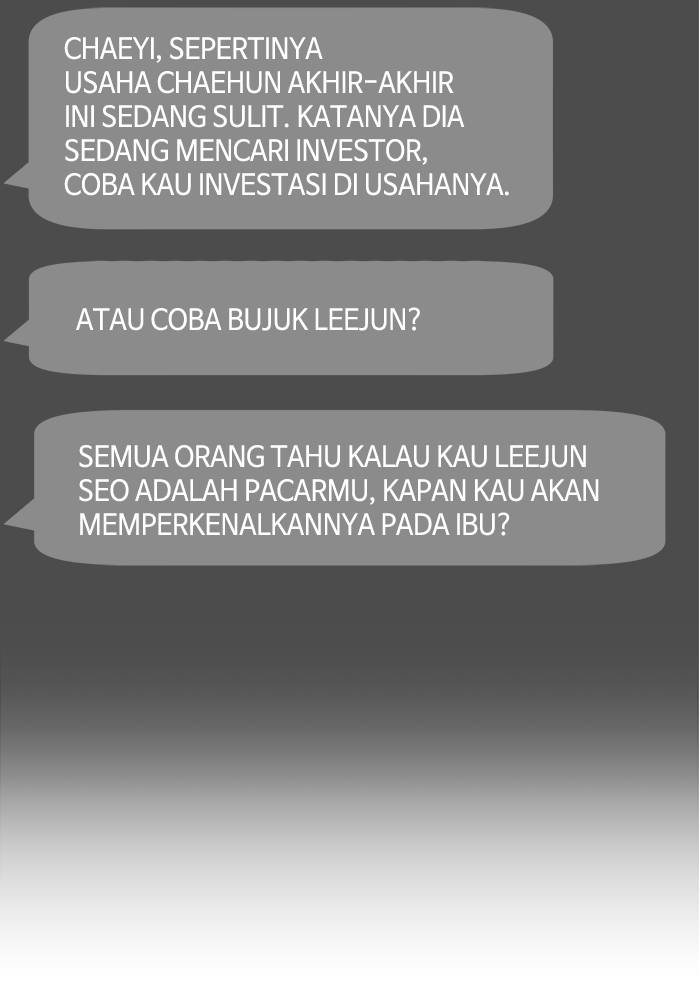 CHAEYI, SEPERTINYA
USAHA CHAEHUN AKHIR-AKHIR
INI SEDANG SULIT. KATANYA DIA
SEDANG MENCARI INVESTOR,
COBA KAU INVESTASI DI USAHANYA.
ATAU COBA BUJUK LEEJUN?
SEMUA ORANG TAHU KALAU KAU LEEJUN
SEO ADALAH PACARMU, KAPAN KAU AKAN
MEMPERKENALKANNYA PADA IBU?